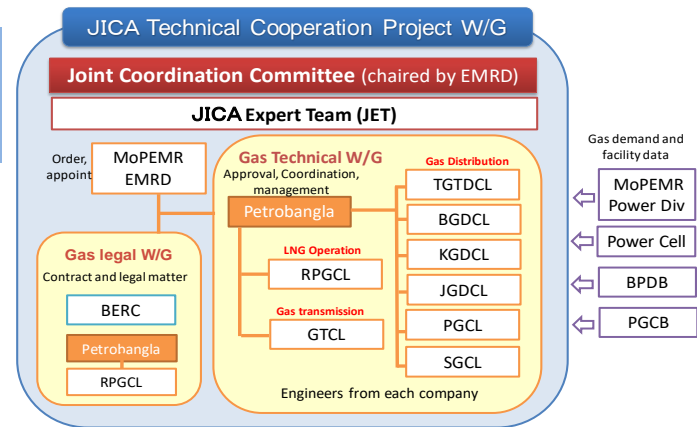 JICA Technical Cooperation Project W/G
Joint Coordination Committee (chaired by EMRD)
JICA Expert Team (JET)
Order,
appoint
MoPEMR
EMRD
Gas legal W/G
Contract and legal matter
BERC
Petrobangla
RPGCL
Gas Technical W/G
Approval, Coordination,
management
Petrobangla
LNG Operation
RPGCL
Gas transmission
GTCL
Gas Distribution
TGTDCL
BGDCL
KGDCL
JGDCL
PGCL
SGCL
Engineers from each company
Gas demand and
facility data
MoPEMR
Power Div
Power Cell
BPDB
PGCB